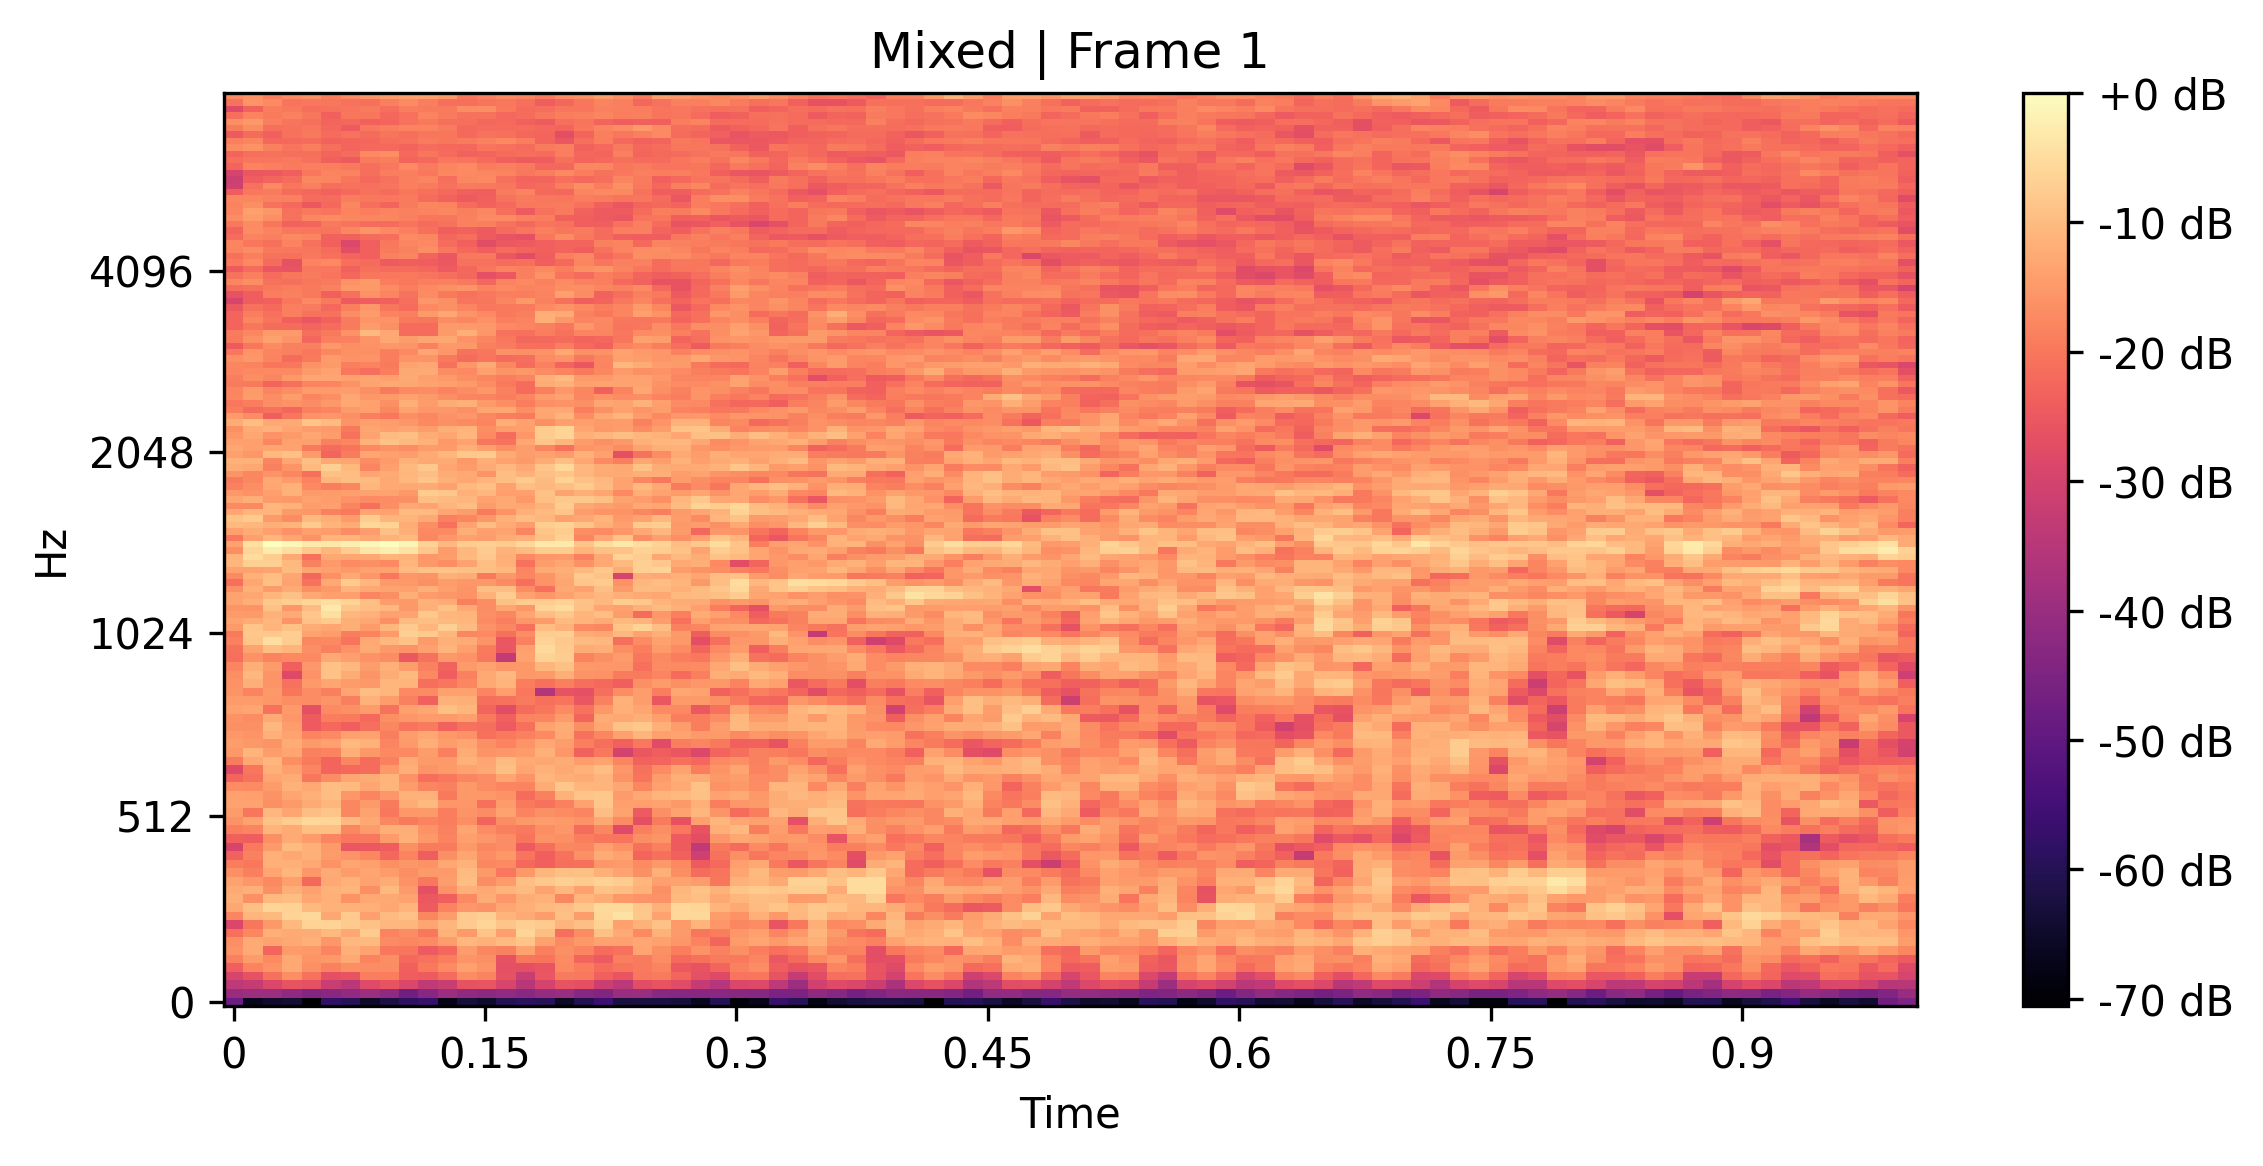 Mixed | Frame 1
+0 dB
-10 dB
-20 dB
-30 dB
-40 dB
-50 dB
-60 dB
-70 dB
Hz
4096
2048
1024
512
0
0 0.15 0.3 0.45 0.6 0.75 0.9
Time